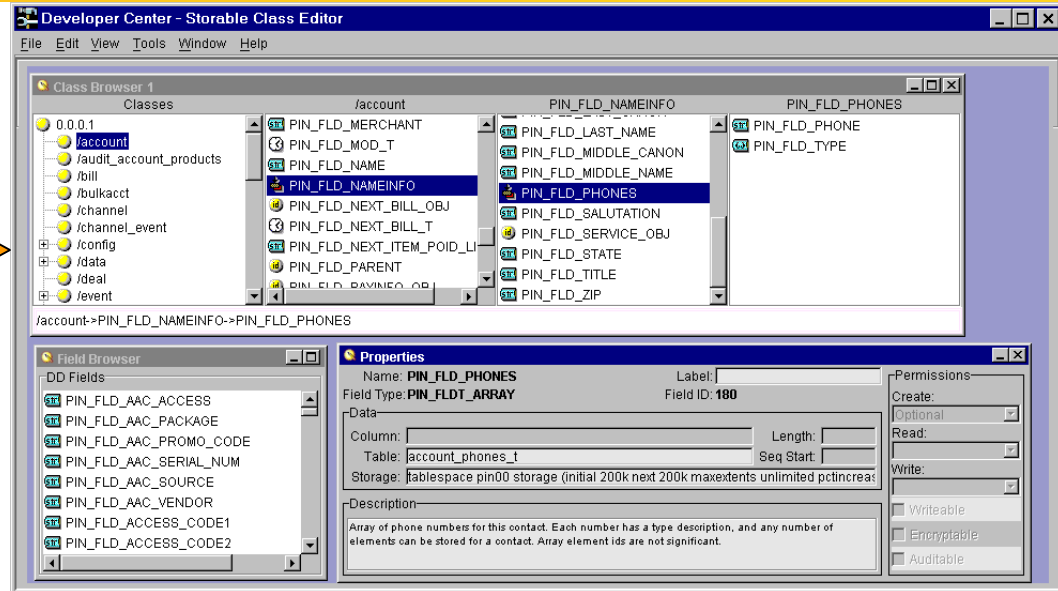 Developer Center - Storable Class Editor
File Edit View Tools Window Help
Class Browser 1
Classes /account PIN_FLD_NAMEINFO PIN_FLD_PHONES
0.0.0.1
/account
/audit_account_products
/bill
/bulkacct
/channel
/channel_event
/config
/data
/deal
/event
PIN_FLD_MERCHANT
PIN_FLD_MOD_T
PIN_FLD_NAME
PIN_FLD_NAMEINFO
PIN_FLD_NEXT_BILL_OBJ
PIN_FLD_NEXT_BILL_T
PIN_FLD_NEXT_ITEM_POID_LI
PIN_FLD_PARENT
PIN_FLD_PAYINFO_OBJ
PIN_FLD_LAST_CANON
PIN_FLD_LAST_NAME
PIN_FLD_MIDDLE_CANON
PIN_FLD_MIDDLE_NAME
PIN_FLD_PHONES
PIN_FLD_SALUTATION
PIN_FLD_SERVICE_OBJ
PIN_FLD_STATE
PIN_FLD_TITLE
PIN_FLD_ZIP
PIN_FLD_PHONE
PIN_FLD_TYPE
/account->PIN_FLD_NAMEINFO->PIN_FLD_PHONES
Field Browser
DD Fields
PIN_FLD_AAC_ACCESS
PIN_FLD_AAC_PACKAGE
PIN_FLD_AAC_PROMO_CODE
PIN_FLD_AAC_SERIAL_NUM
PIN_FLD_AAC_SOURCE
PIN_FLD_AAC_VENDOR
PIN_FLD_ACCESS_CODE1
PIN_FLD_ACCESS_CODE2
Properties
Name: PIN_FLD_PHONES Label:
Field Type: PIN_FLDT_ARRAY Field ID: 180
Data
Column: Length:
Table: account_phones_t Seq Start:
Storage: tablespace pin00 storage (initial 200k next 200k maxextents unlimited pctincreas
Description
Array of phone numbers for this contact. Each number has a type description, and any number of
elements can be stored for a contact. Array element ids are not significant.
Permissions
Create:
Optional
Read:
Write:
Writeable
Encryptable
Auditable